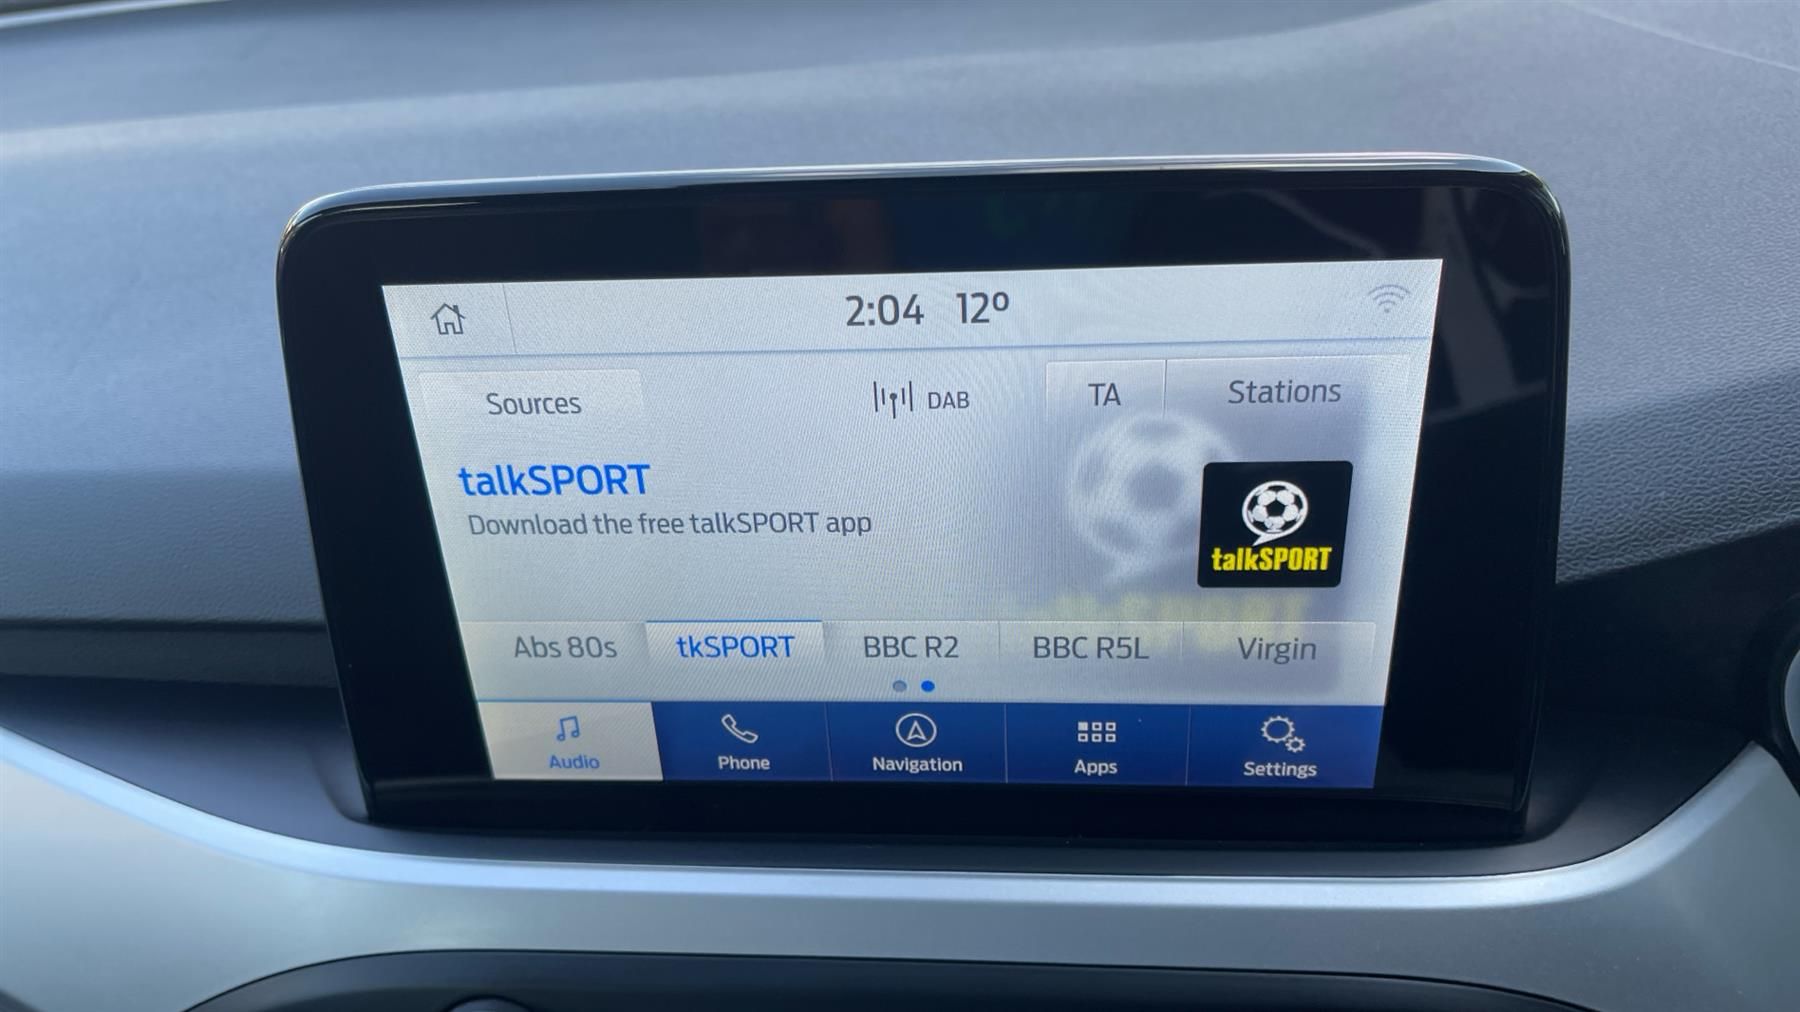 2:04 12°
Sources DAB TA Stations
talkSPORT
Download the free talkSPORT app
talkSPORT
Abs 80s tkSPORT BBC R2 BBC R5L Virgin
Audio Phone Navigation Apps Settings